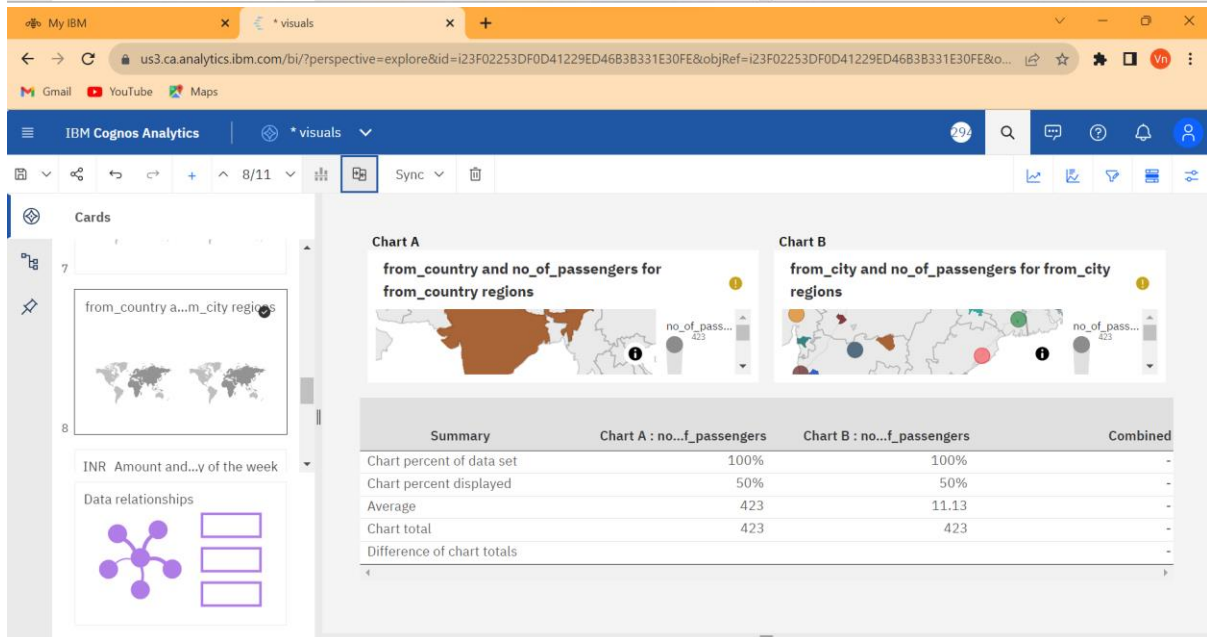 My IBM
* visuals
us3.ca.analytics.ibm.com/bi/?perspective=explore&id=i23F02253DF0D41229ED46B3B331E30FE&objRef=i23F02253DF0D41229ED46B3B331E30FE&o...
Vn
Gmail YouTube Maps
IBM Cognos Analytics
* visuals
294
8/11
Sync
Cards
7
from_country a...m_city regions
8
INR Amount and...y of the week
Data relationships
Chart A
from_country and no_of_passengers for
from_country regions
no_of_pass...
423
Chart B
from_city and no_of_passengers for from_city
regions
no_of_pass...
423
Summary Chart A : no...f_passengers Chart B : no...f_passengers Combined
Chart percent of data set 100% 100% -
Chart percent displayed 50% 50% -
Average 423 11.13 -
Chart total 423 423 -
Difference of chart totals -